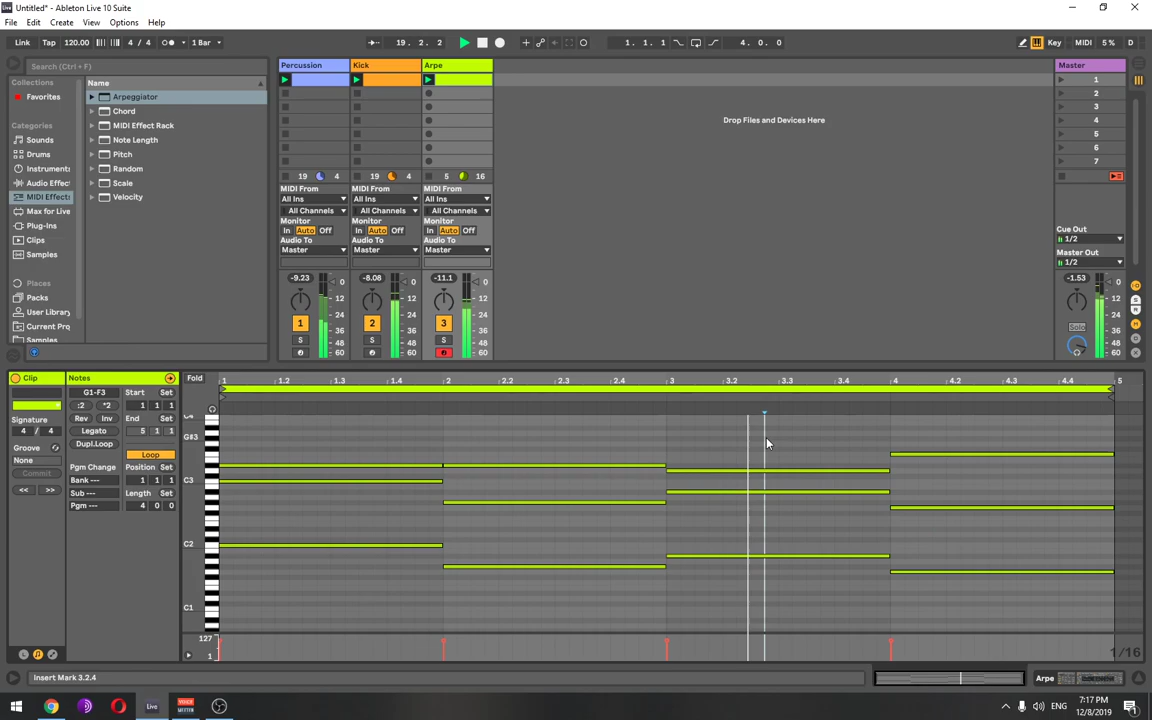 Untitled* - Ableton Live 10 Suite
File Edit Create View Options Help
Link Tap 120.00 4 / 4 1 Bar 19. 2. 2 1. 1. 1 4. 0. 0 Key MIDI 5 % D
Search (Ctrl + F)
Collections
Favorites
Categories
Sounds
Drums
Instruments
Audio Effec
MIDI Effects
Max for Live
Plug-Ins
Clips
Samples
Places
Packs
User Library
Current Pro
Samples
Name
Arpeggiator
Chord
MIDI Effect Rack
Note Length
Pitch
Random
Scale
Velocity
Percussion Kick Arpe
19 4 19 4 5 16
MIDI From MIDI From MIDI From
All Ins All Ins All Ins
All Channels All Channels All Channels
Monitor Monitor Monitor
In Auto Off In Auto Off In Auto Off
Audio To Audio To Audio To
Master Master Master
-9.23 -8.08 -11.1
0 0 0
12 12 12
24 24 24
1 2 3
36 36 36
S S S
48 48 48
60 60 60
Drop Files and Devices Here
Master
1
2
3
4
5
6
7
Cue Out
1/2
Master Out
1/2
-1.53
0
12
24
Solo
36
48
60
Clip
Signature
4 / 4
Groove
None
Commit
<< >>
Notes
G1-F3 Start Set
:2 *2 1 1 1
Rev Inv End Set
Legato 5 1 1
Dupl.Loop
Loop
Pgm Change Position Set
Bank --- 1 1 1
Sub --- Length Set
Pgm --- 4 0 0
Fold
1 1.2 1.3 1.4 2 2.2 2.3 2.4 3 3.2 3.3 3.4 4 4.2 4.3 4.4 5
C4
G#3
C3
C2
C1
127
1
1/16
Insert Mark 3.2.4
Arpe
Live
ENG
7:17 PM
12/8/2019